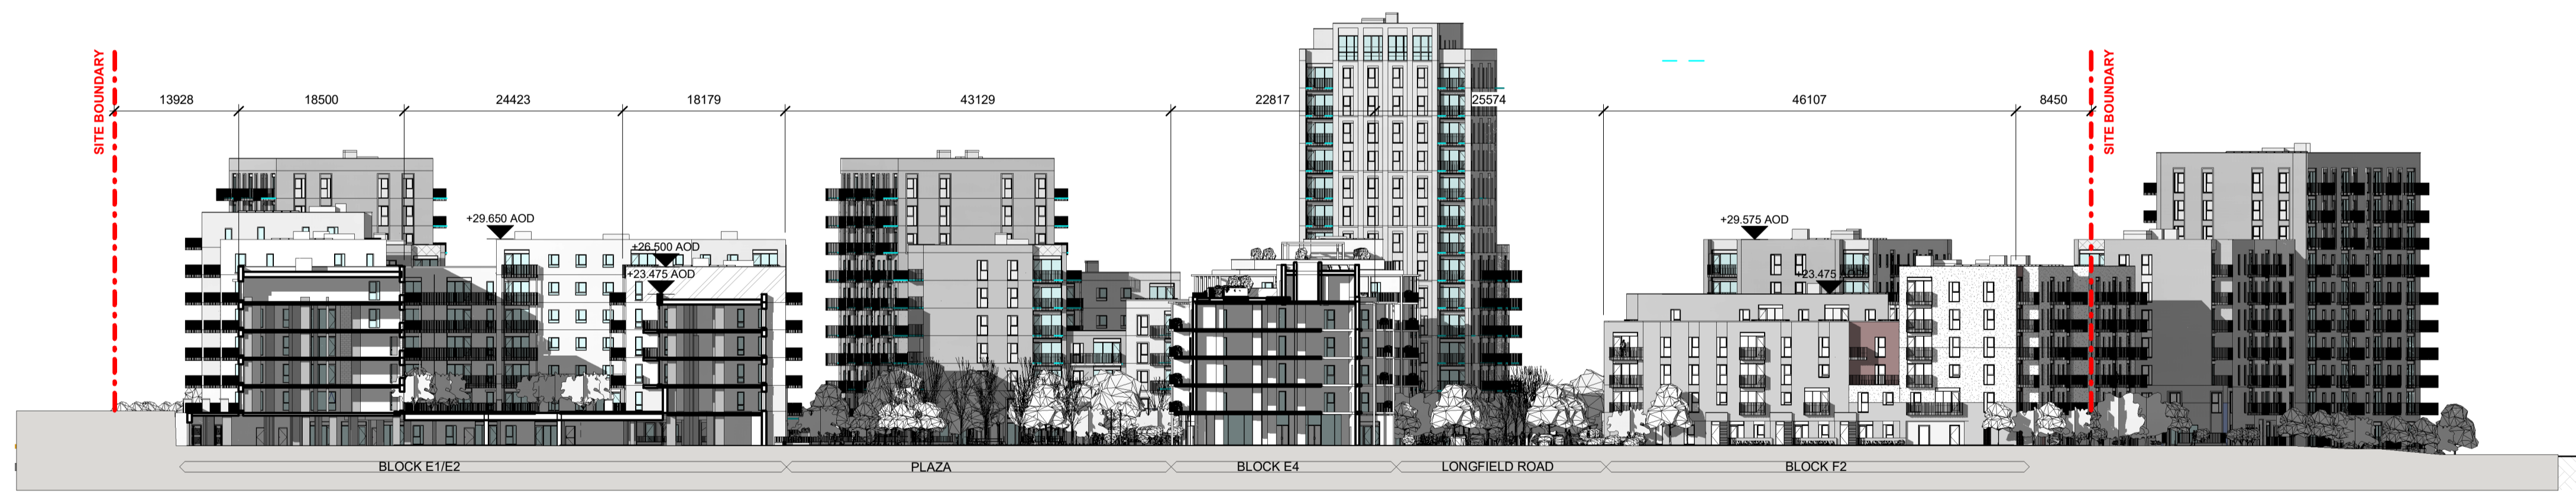 SITE BOUNDARY
SITE BOUNDARY
13928
18500
24423
18179
43129
22817
25574
46107
8450
+29.650 AOD
+26.500 AOD
+23.475 AOD
+29.575 AOD
+23.475 AOD
BLOCK E1/E2
PLAZA
BLOCK E4
LONGFIELD ROAD
BLOCK F2